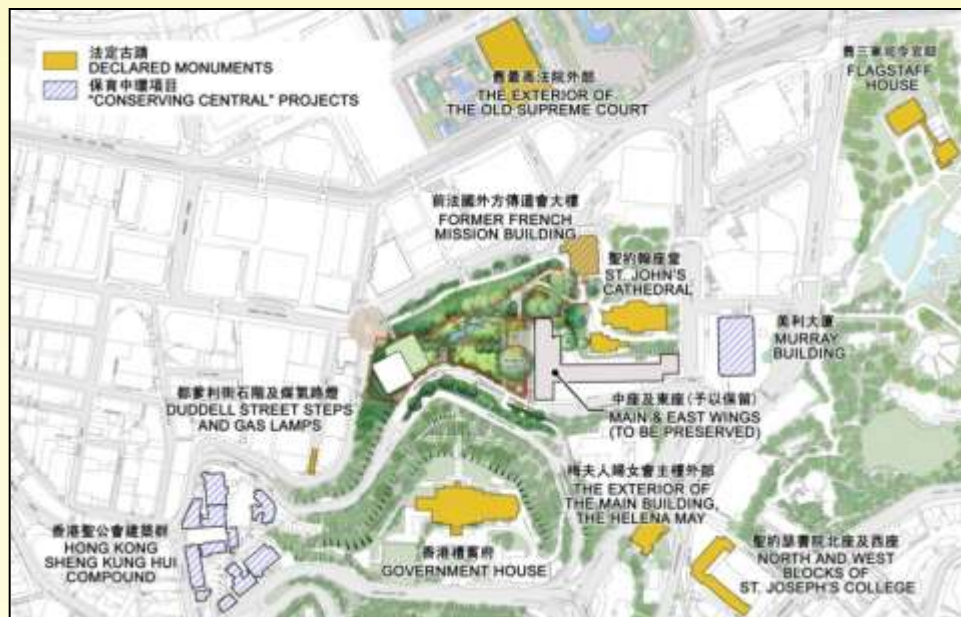 法定古蹟
DECLARED MONUMENTS
保育中環項目
"CONSERVING CENTRAL" PROJECTS
舊最高法院外部
THE EXTERIOR OF
THE OLD SUPREME COURT
舊三軍司令官邸
FLAGSTAFF
HOUSE
前法國外方傳道會大樓
FORMER FRENCH
MISSION BUILDING
聖約翰座堂
ST. JOHN'S
CATHEDRAL
美利大廈
MURRAY
BUILDING
都爹利街石階及煤氣路燈
DUDDELL STREET STEPS
AND GAS LAMPS
中座及東座(予以保留)
MAIN & EAST WINGS
(TO BE PRESERVED)
梅夫人婦女會主樓外部
THE EXTERIOR OF
THE MAIN BUILDING,
THE HELENA MAY
香港聖公會建築群
HONG KONG
SHENG KUNG HUI
COMPOUND
香港禮賓府
GOVERNMENT HOUSE
聖約瑟書院北座及西座
NORTH AND WEST
BLOCKS OF
ST. JOSEPH'S COLLEGE